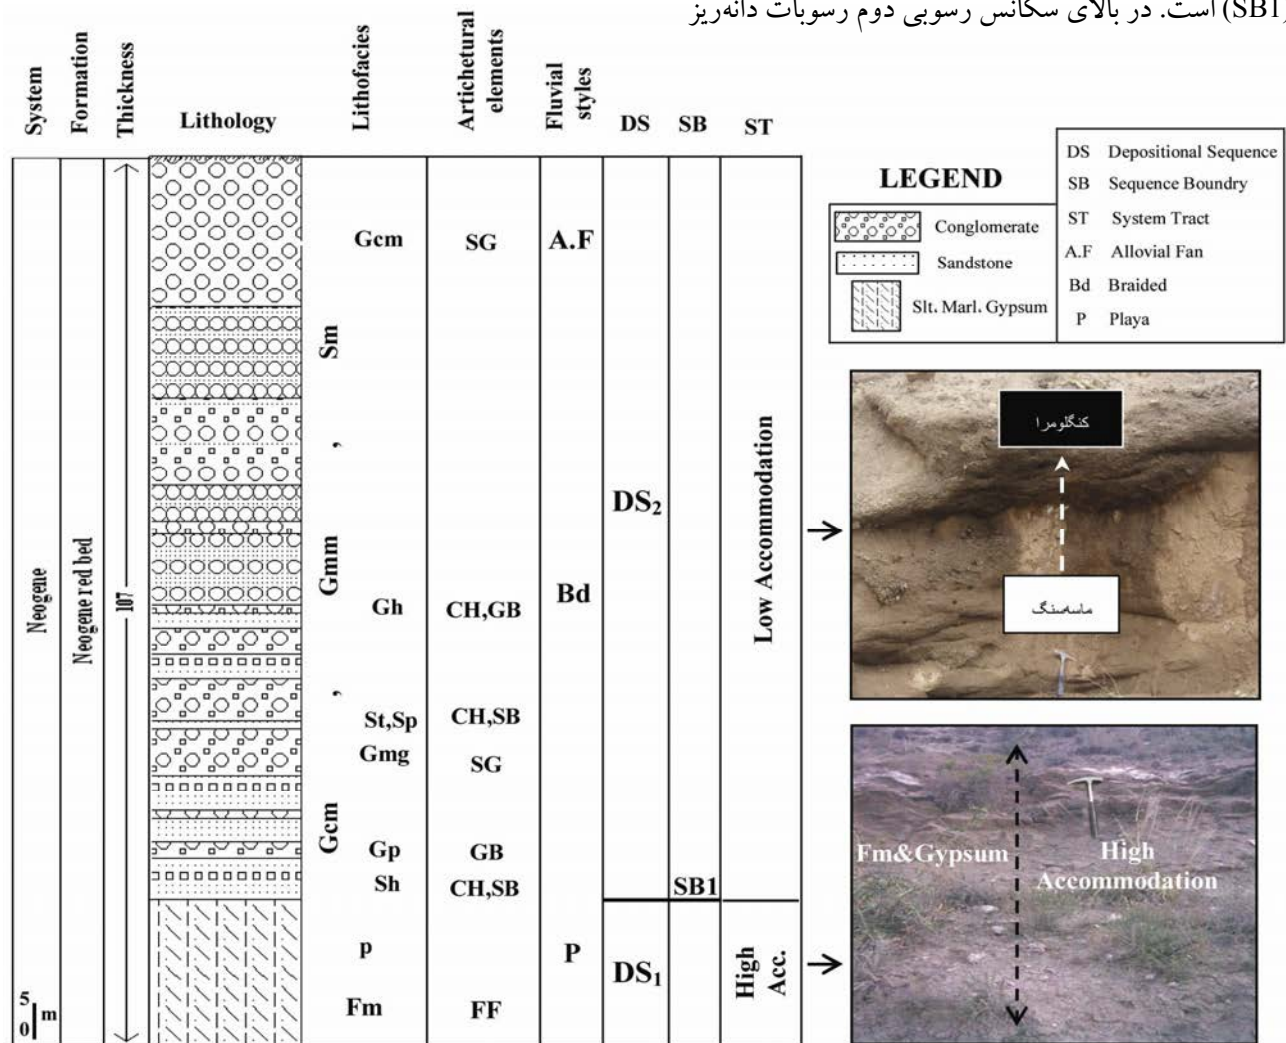 SB1) است. در بالای سکانس رسوبی دوم رسوبات دانه‌ریز
System
Formation
Thickness
Lithology
Lithofacies
Artichetural elements
Fluvial styles
DS
SB
ST
Neogene
Neogene red bed
107
5
0
m
Gcm
SG
A.F
Sm
,
Gmm
DS2
Low Accommodation
Gh
CH,GB
Bd
,
St,Sp
CH,SB
Gmg
SG
Gcm
Gp
GB
Sh
CH,SB
SB1
p
P
DS1
High Acc.
Fm
FF
LEGEND
Conglomerate
Sandstone
Slt. Marl. Gypsum
DS Depositional Sequence
SB Sequence Boundry
ST System Tract
A.F Allovial Fan
Bd Braided
P Playa
کنگلومرا
ماسه‌سنگ
Fm&Gypsum
High
Accommodation